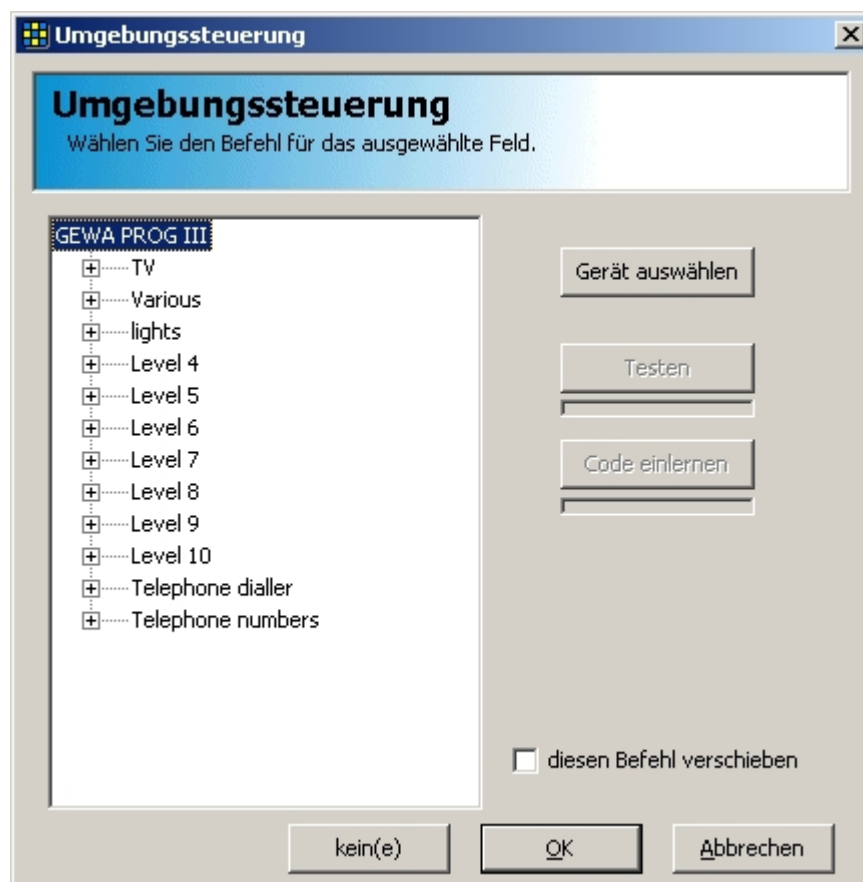 Umgebungssteuerung
Umgebungssteuerung
Wählen Sie den Befehl für das ausgewählte Feld.
GEWA PROG III
TV
Various
lights
Level 4
Level 5
Level 6
Level 7
Level 8
Level 9
Level 10
Telephone dialler
Telephone numbers
Gerät auswählen
Testen
Code einlernen
diesen Befehl verschieben
kein(e)
OK
Abbrechen